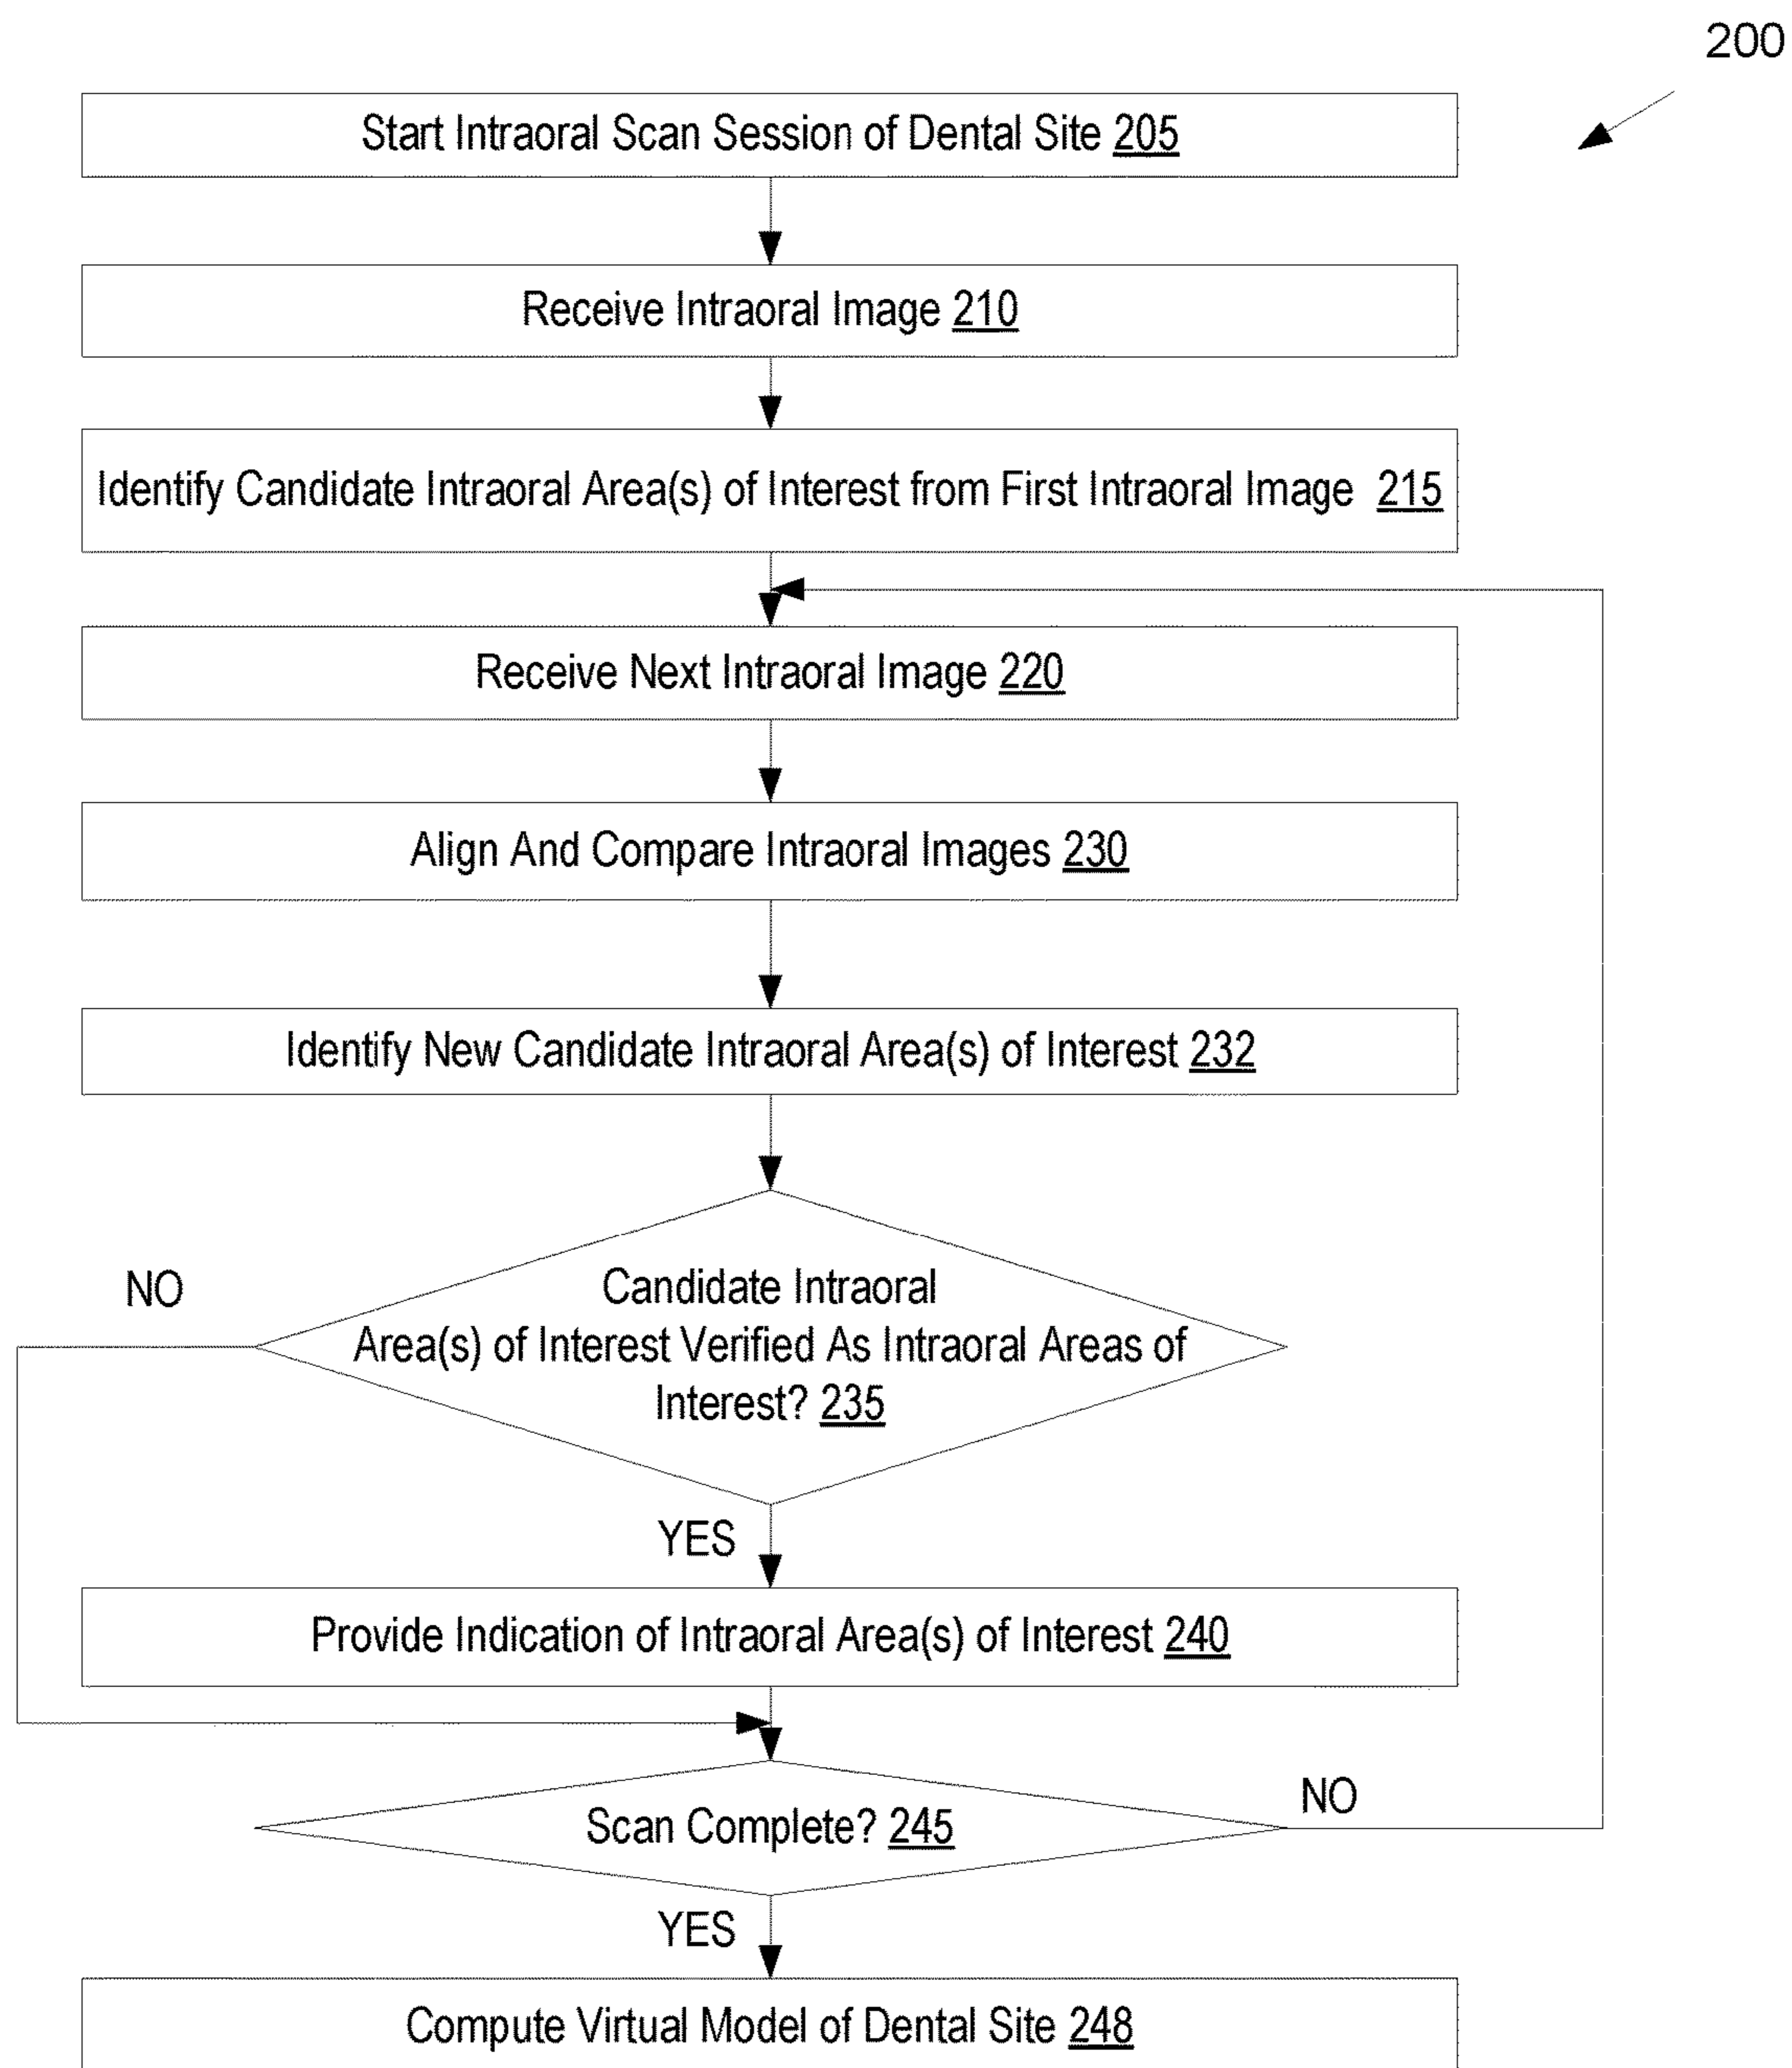 200
Start Intraoral Scan Session of Dental Site 205
Receive Intraoral Image 210
Identify Candidate Intraoral Area(s) of Interest from First Intraoral Image 215
Receive Next Intraoral Image 220
Align And Compare Intraoral Images 230
Identify New Candidate Intraoral Area(s) of Interest 232
NO
Candidate Intraoral
Area(s) of Interest Verified As Intraoral Areas of
Interest? 235
YES
Provide Indication of Intraoral Area(s) of Interest 240
NO
Scan Complete? 245
YES
Compute Virtual Model of Dental Site 248